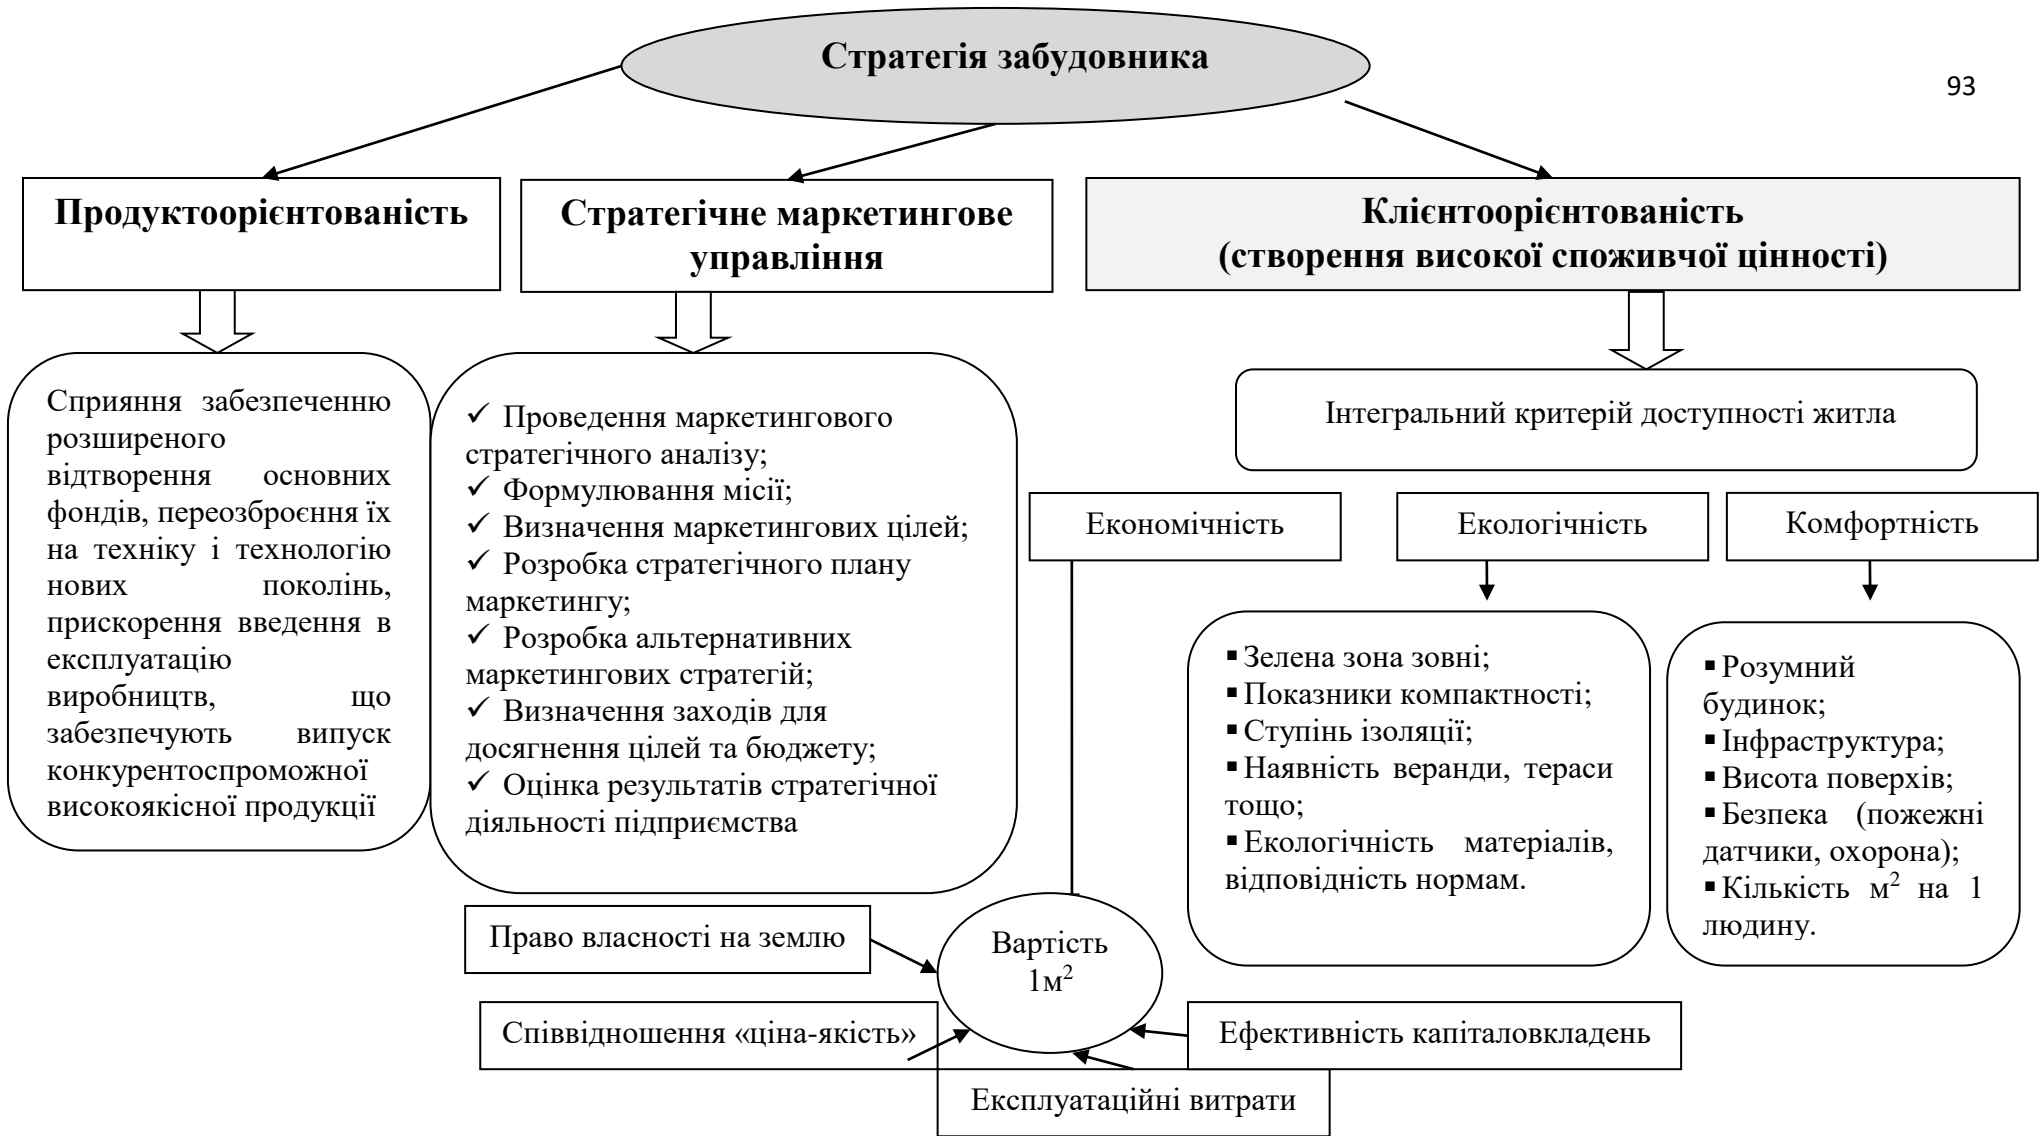 Стратегія забудовника
93
Продуктоорієнтованість
Стратегічне маркетингове
управління
Клієнтоорієнтованість
(створення високої споживчої цінності)
Сприяння забезпеченню
розширеного
відтворення основних
фондів, переозброєння їх
на техніку і технологію
нових поколінь,
прискорення введення в
експлуатацію
виробництв, що
забезпечують випуск
конкурентоспроможної
високоякісної продукції
✓ Проведення маркетингового
стратегічного аналізу;
✓ Формулювання місії;
✓ Визначення маркетингових цілей;
✓ Розробка стратегічного плану
маркетингу;
✓ Розробка альтернативних
маркетингових стратегій;
✓ Визначення заходів для
досягнення цілей та бюджету;
✓ Оцінка результатів стратегічної
діяльності підприємства
Інтегральний критерій доступності житла
Економічність
Екологічність
Комфортність
▪ Зелена зона зовні;
▪ Показники компактності;
▪ Ступінь ізоляції;
▪ Наявність веранди, тераси
тощо;
▪ Екологічність матеріалів,
відповідність нормам.
▪ Розумний
будинок;
▪ Інфраструктура;
▪ Висота поверхів;
▪ Безпека (пожежні
датчики, охорона);
▪ Кількість м² на 1
людину.
Право власності на землю
Вартість
1м²
Співвідношення «ціна-якість»
Ефективність капіталовкладень
Експлуатаційні витрати